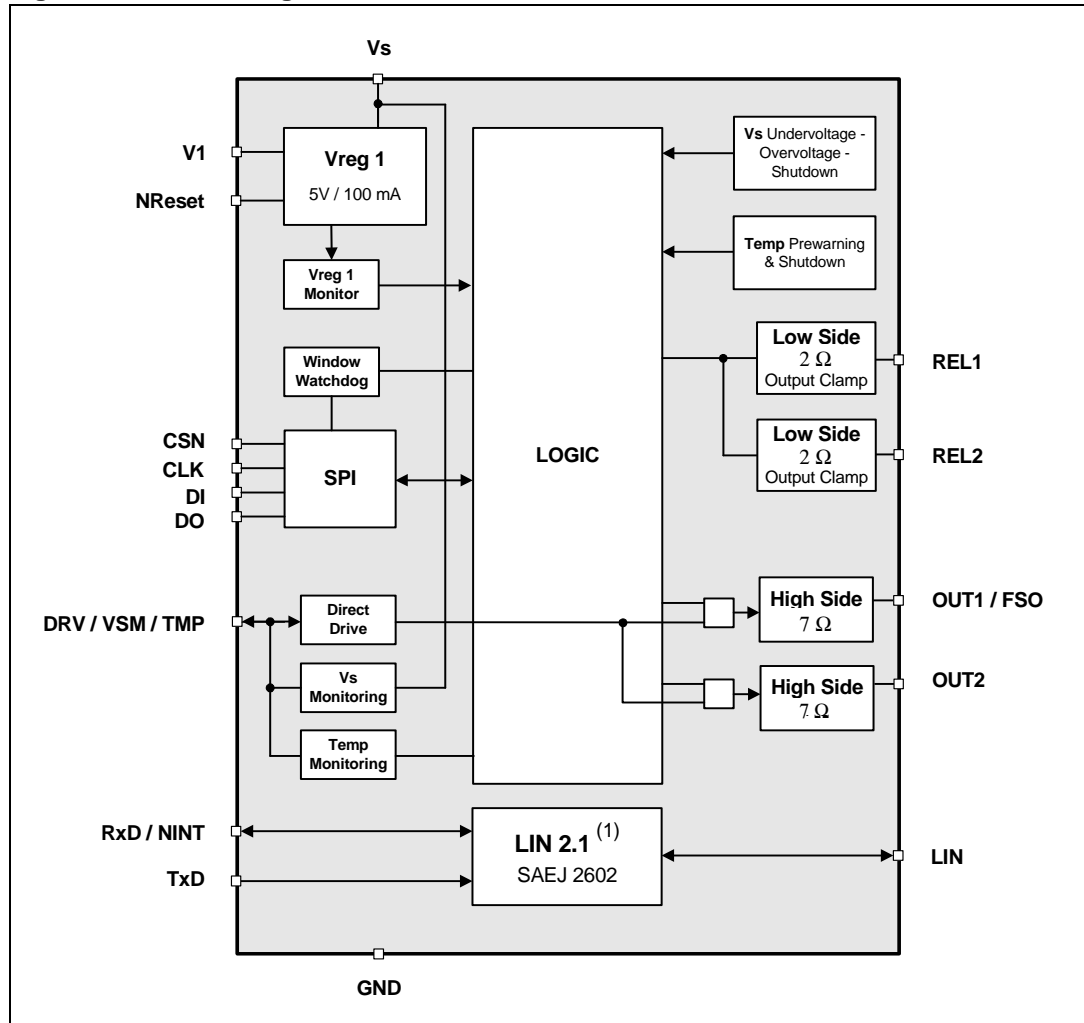 Vs
V1
NReset
Vreg 1
5V / 100 mA
Vreg 1
Monitor
Window
Watchdog
CSN
CLK
DI
DO
SPI
DRV / VSM / TMP
Direct
Drive
Vs
Monitoring
Temp
Monitoring
RxD / NINT
TxD
LOGIC
LIN 2.1 (1)
SAEJ 2602
Vs Undervoltage -
Overvoltage -
Shutdown
Temp Prewarning
& Shutdown
Low Side
2 Ω
Output Clamp
REL1
Low Side
2 Ω
Output Clamp
REL2
High Side
7 Ω
OUT1 / FSO
High Side
7 Ω
OUT2
LIN
GND